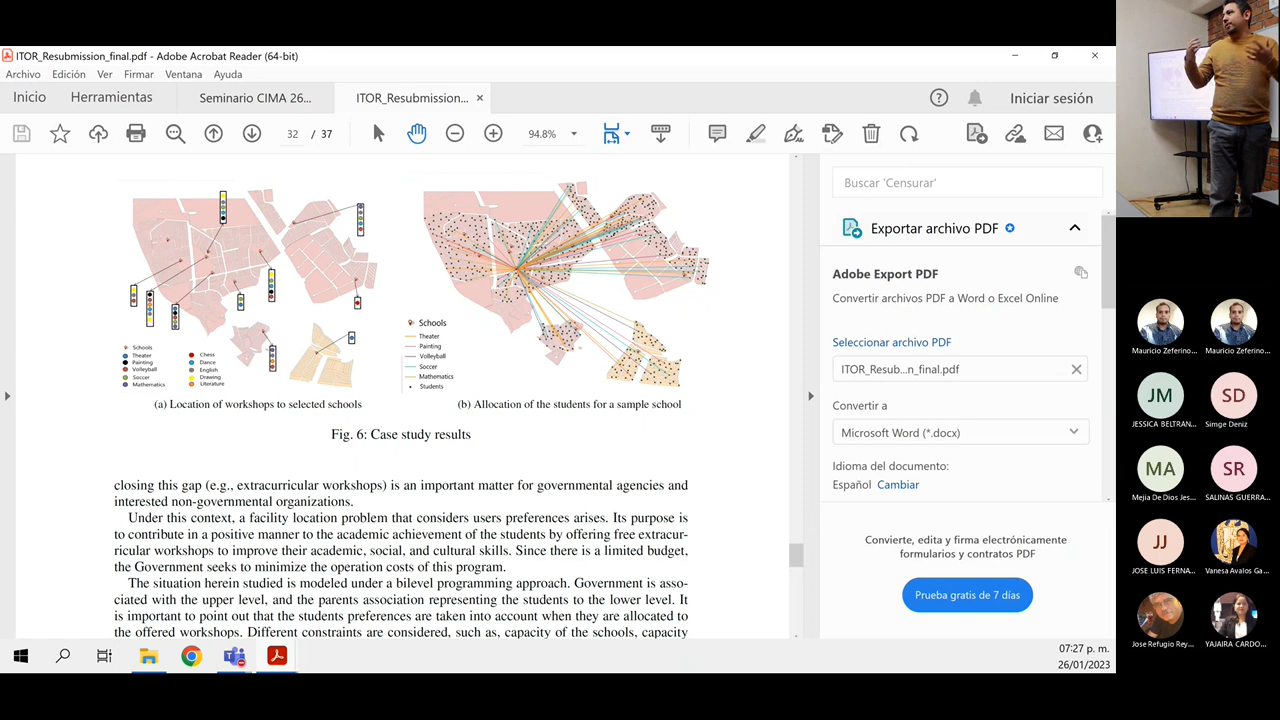 ITOR_Resubmission_final.pdf - Adobe Acrobat Reader (64-bit)
Archivo Edición Ver Firmar Ventana Ayuda
Inicio Herramientas Seminario CIMA 26... ITOR_Resubmission... Iniciar sesión
32 / 37 94.8%
Schools
Theater
Painting
Volleyball
Soccer
Mathematics
Chess
Dance
English
Drawing
Literature
(a) Location of workshops to selected schools
Schools
Theater
Painting
Volleyball
Soccer
Mathematics
Students
(b) Allocation of the students for a sample school
Fig. 6: Case study results
closing this gap (e.g., extracurricular workshops) is an important matter for governmental agencies and
interested non-governmental organizations.
Under this context, a facility location problem that considers users preferences arises. Its purpose is
to contribute in a positive manner to the academic achievement of the students by offering free extracur-
ricular workshops to improve their academic, social, and cultural skills. Since there is a limited budget,
the Government seeks to minimize the operation costs of this program.
The situation herein studied is modeled under a bilevel programming approach. Government is asso-
ciated with the upper level, and the parents association representing the students to the lower level. It
is important to point out that the students preferences are taken into account when they are allocated to
the offered workshops. Different constraints are considered, such as, capacity of the schools, capacity
Buscar 'Censurar'
Exportar archivo PDF
Adobe Export PDF
Convertir archivos PDF a Word o Excel Online
Seleccionar archivo PDF
ITOR_Resub...n_final.pdf
Convertir a
Microsoft Word (*.docx)
Idioma del documento:
Español Cambiar
Convierte, edita y firma electrónicamente
formularios y contratos PDF
Prueba gratis de 7 días
07:27 p. m.
26/01/2023
Mauricio Zeferino... Mauricio Zeferino...
JM SD
JESSICA BELTRAN... Simge Deniz
MA SR
Mejia De Dios Jes... SALINAS GUERRA...
JJ
JOSE LUIS FERNA... Vanesa Avalos Ga...
Jose Refugio Rey... YAJAIRA CARDO...